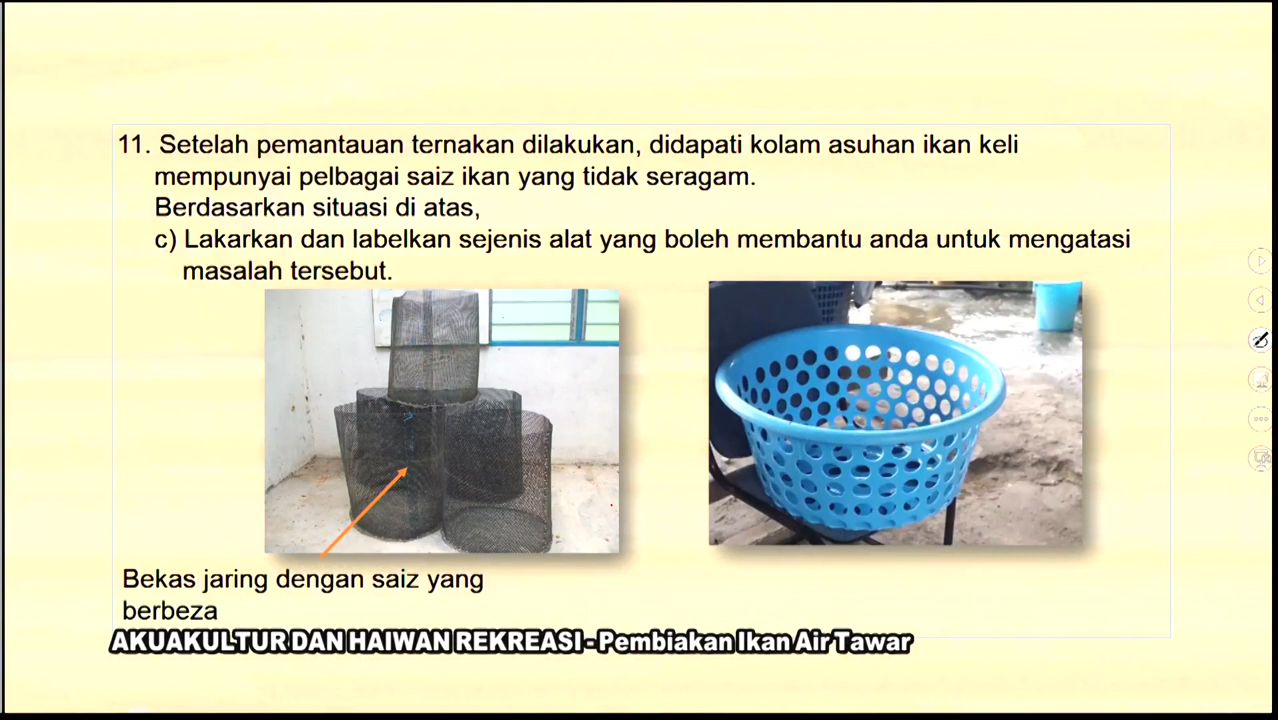 11. Setelah pemantauan ternakan dilakukan, didapati kolam asuhan ikan keli
mempunyai pelbagai saiz ikan yang tidak seragam.
Berdasarkan situasi di atas,
c) Lakarkan dan labelkan sejenis alat yang boleh membantu anda untuk mengatasi
masalah tersebut.
Bekas jaring dengan saiz yang
berbeza
AKUAKULTUR DAN HAIWAN REKREASI - Pembiakan Ikan Air Tawar